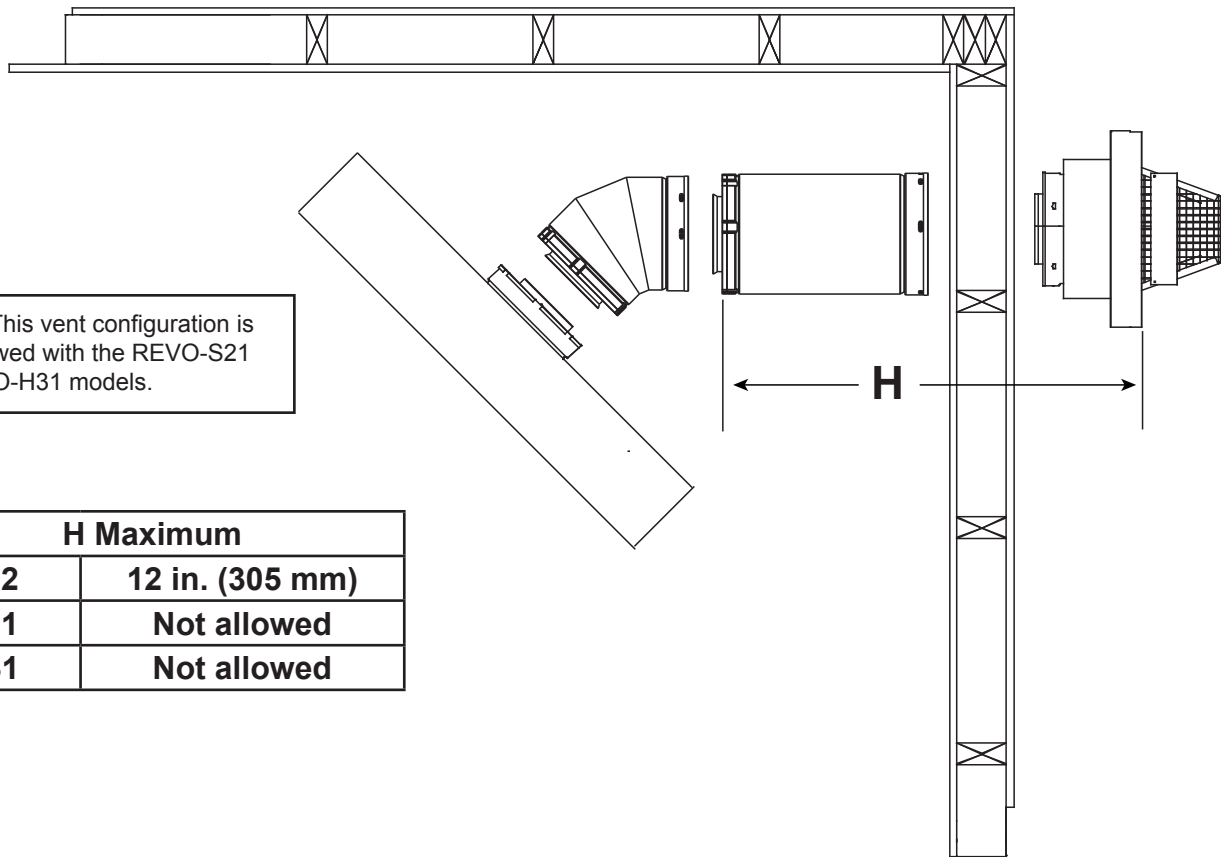 This vent configuration is
wed with the REVO-S21
O-H31 models.
H
H Maximum
2 12 in. (305 mm)
1 Not allowed
1 Not allowed